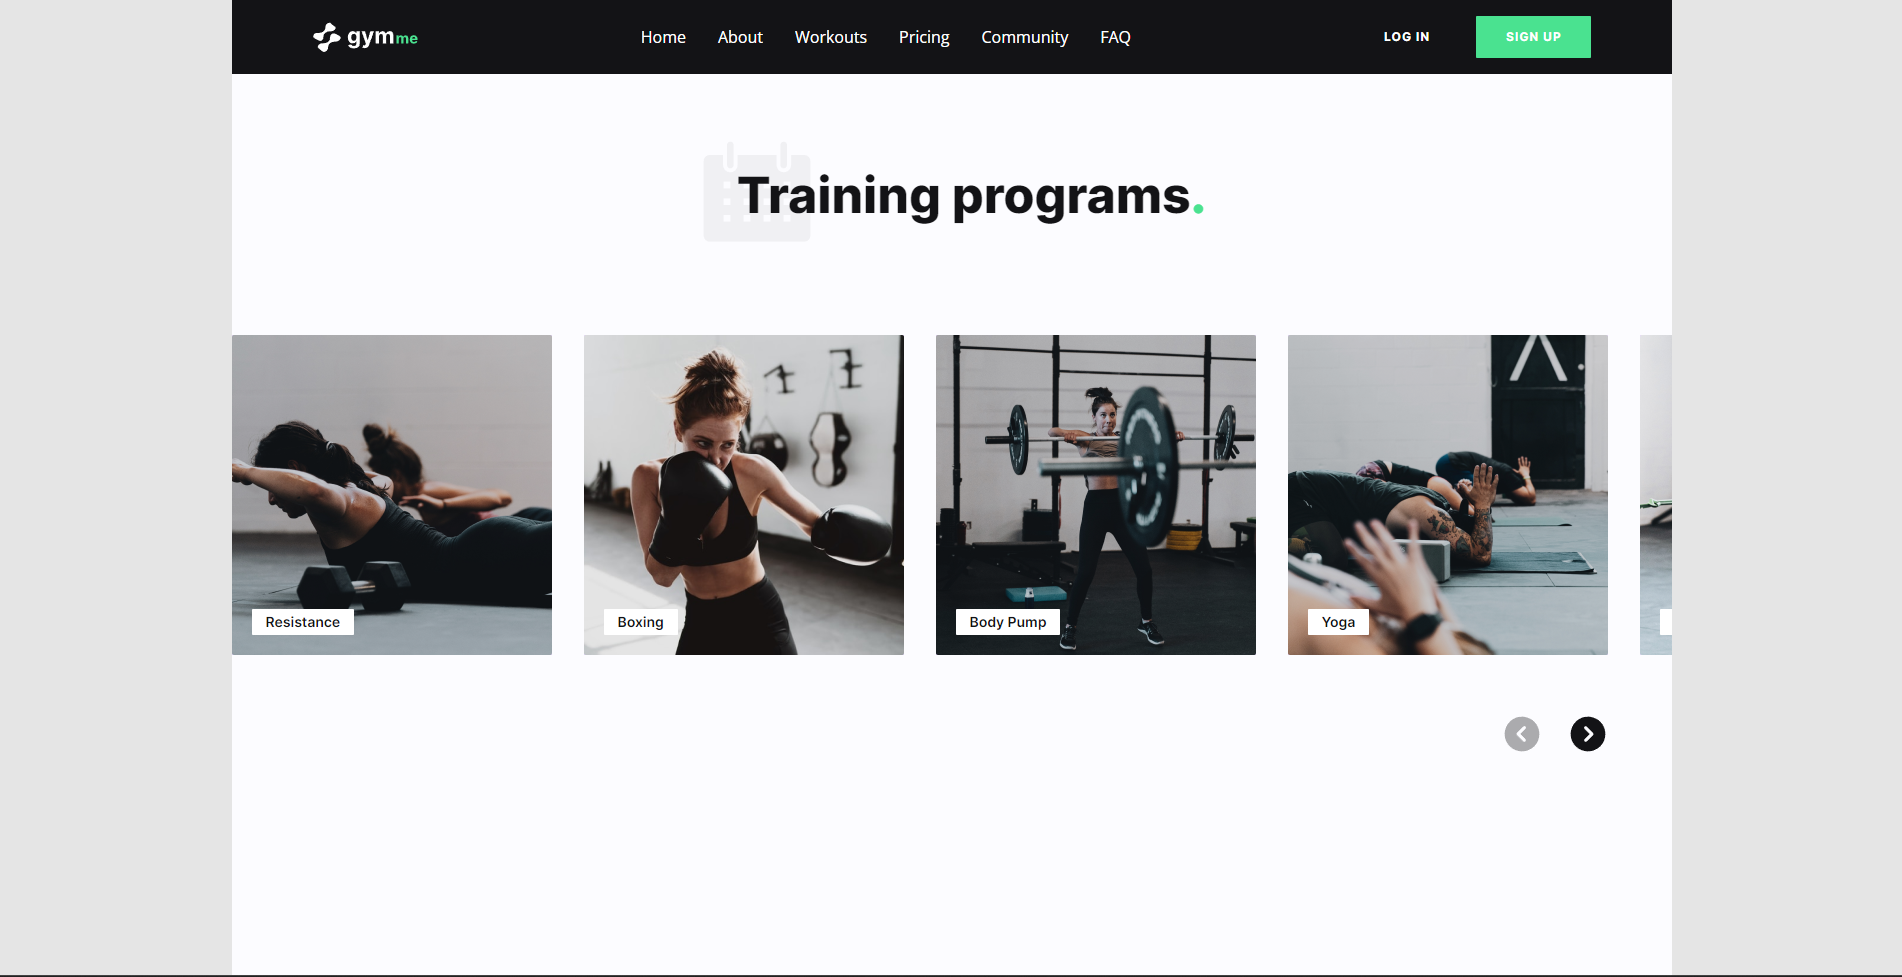 gymme
Home About Workouts Pricing Community FAQ
LOG IN
SIGN UP
Training programs.
Resistance
Boxing
Body Pump
Yoga